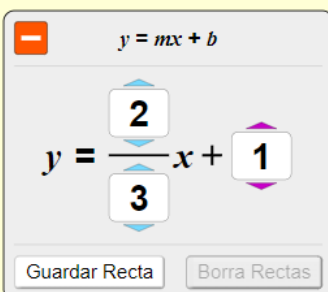 y = mx + b
y = 2/3 x + 1
Guardar Recta
Borra Rectas